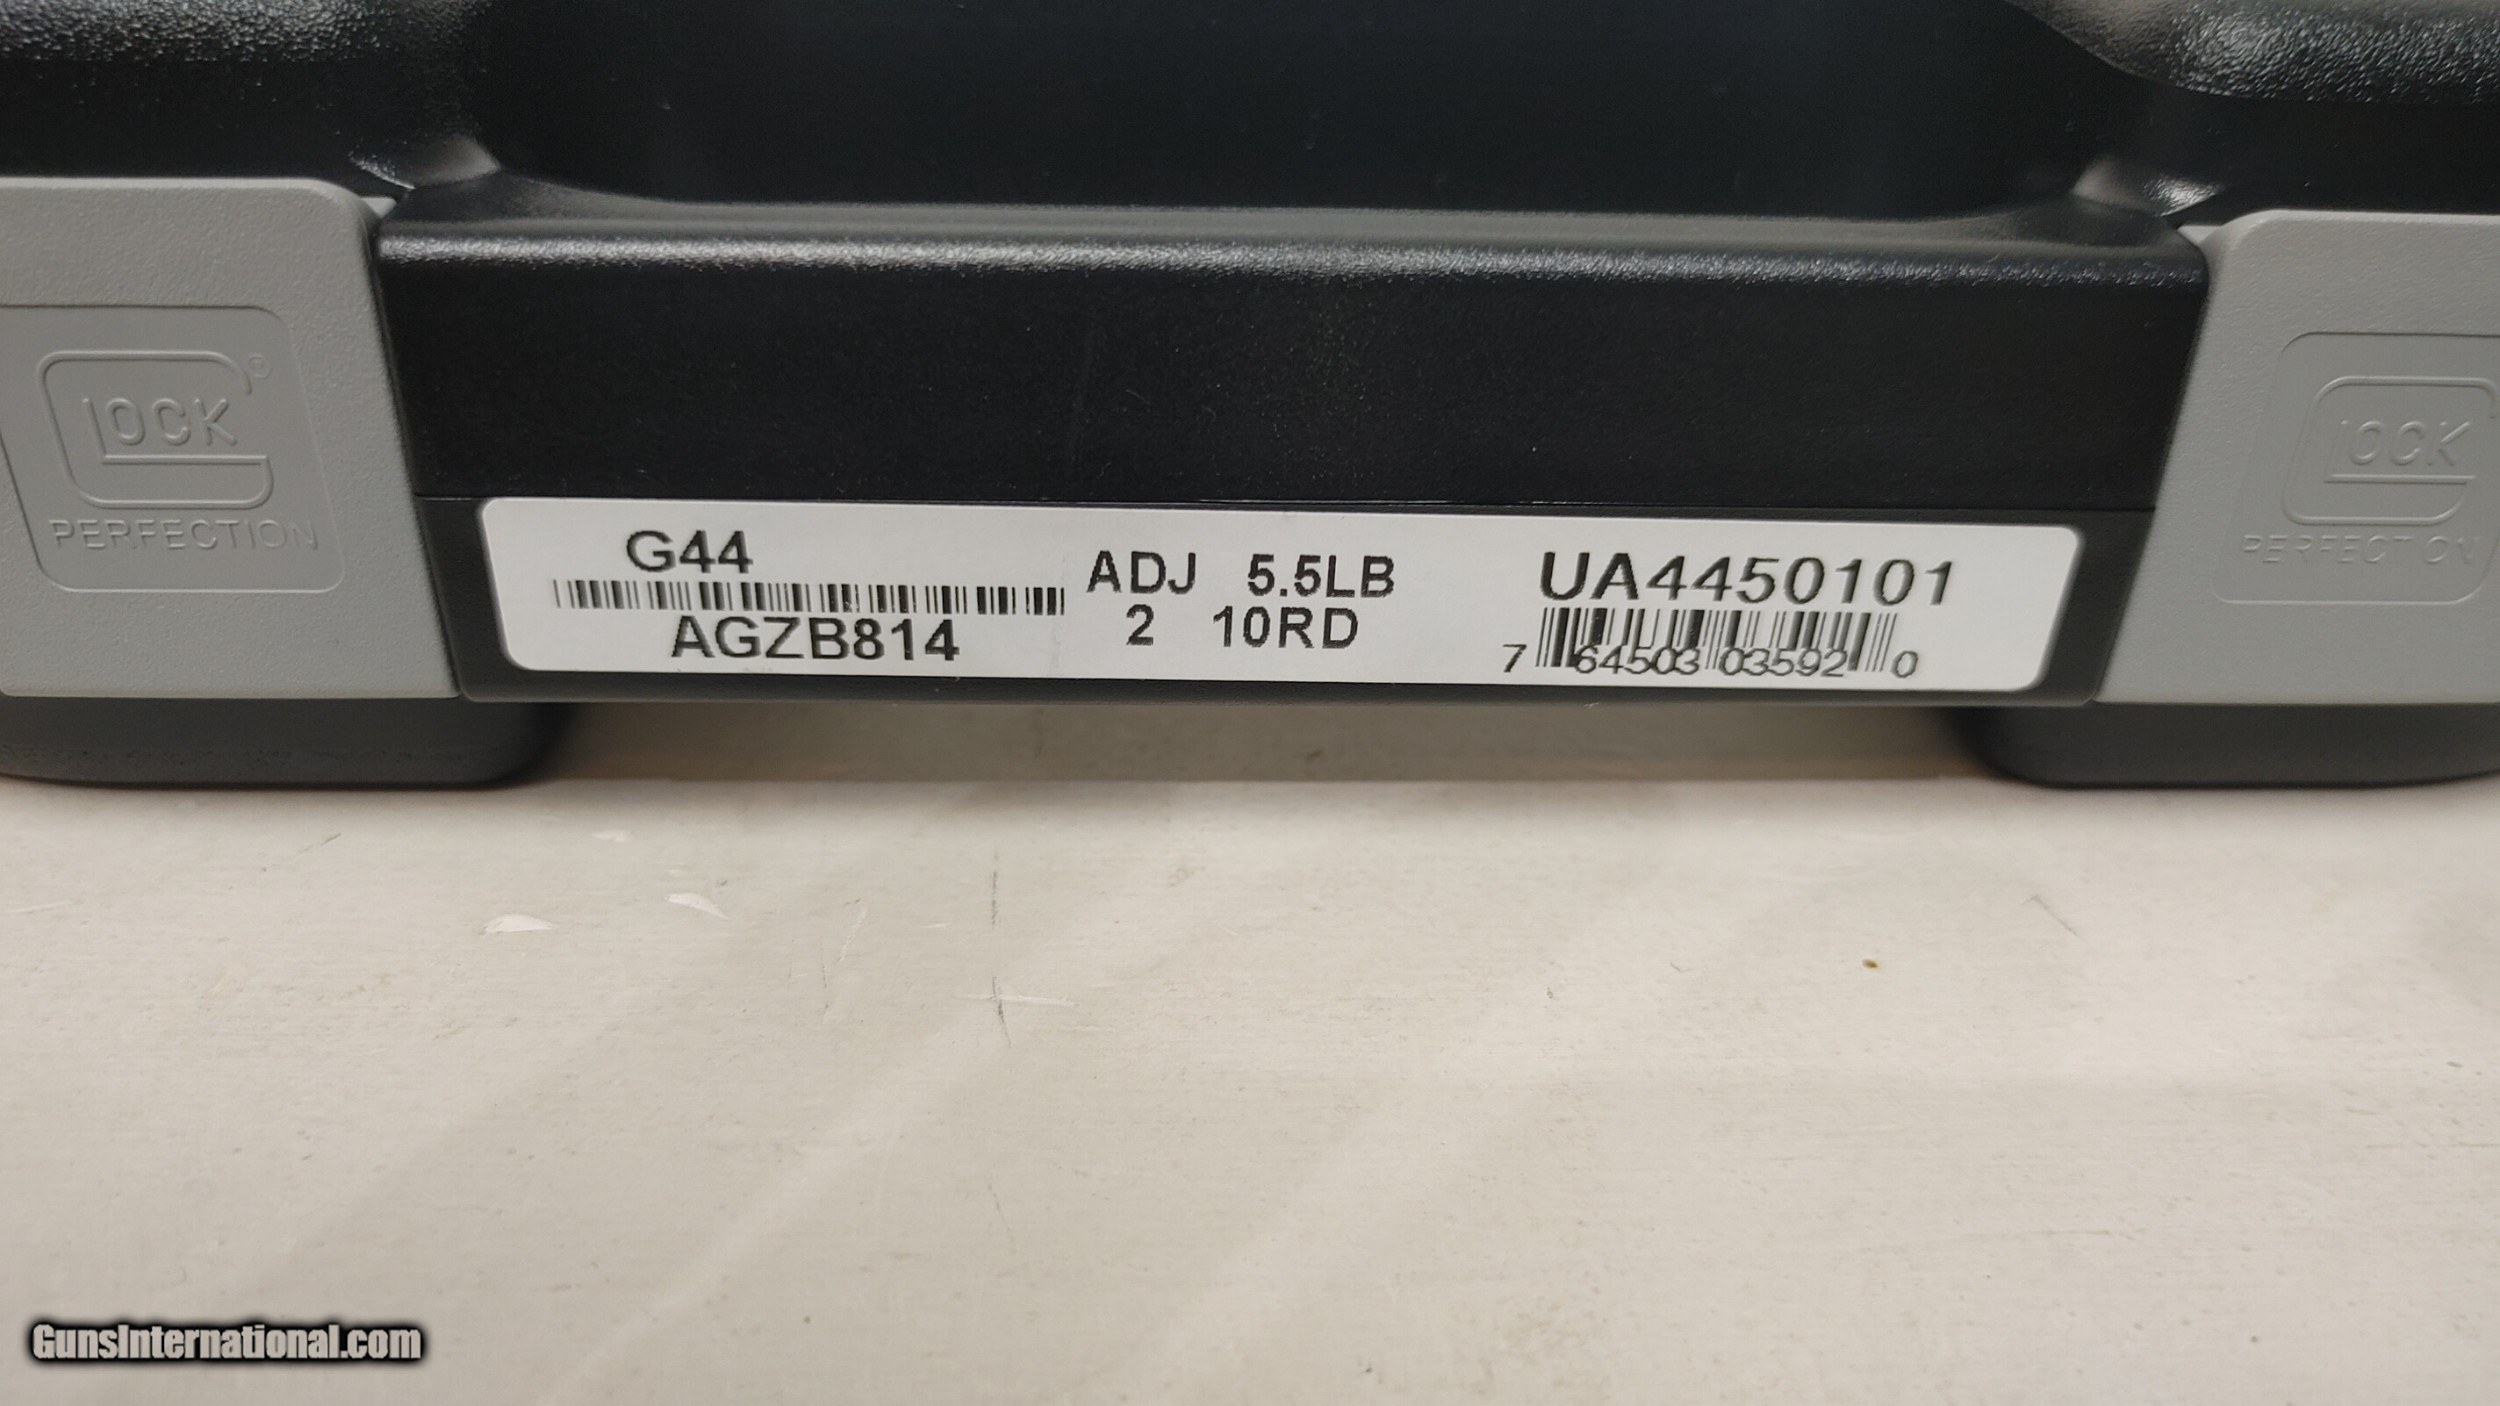 GLOCK ®
PERFECTION
GLOCK
PERFECTION
G44
AGZB814
ADJ 5.5LB
2 10RD
UA4450101
7 64503 03592 0
GunsInternational.com